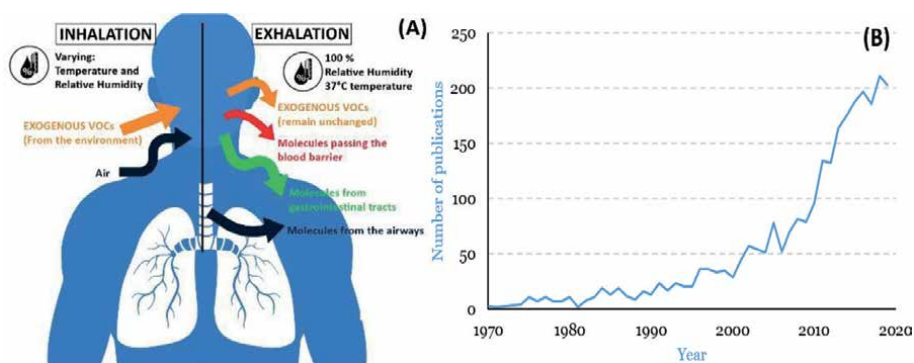 INHALATION
EXHALATION
(A)
%
Varying:
Temperature and
Relative Humidity
%
100 %
Relative Humidity
37°C temperature
EXOGENOUS VOCs
(From the environment)
Air
EXOGENOUS VOCs
(remain unchanged)
Molecules passing the
blood barrier
Molecules from
gastrointestinal tracts
Molecules from the airways
(B)
Number of publications
250
200
150
100
50
0
1970
1980
1990
2000
2010
2020
Year